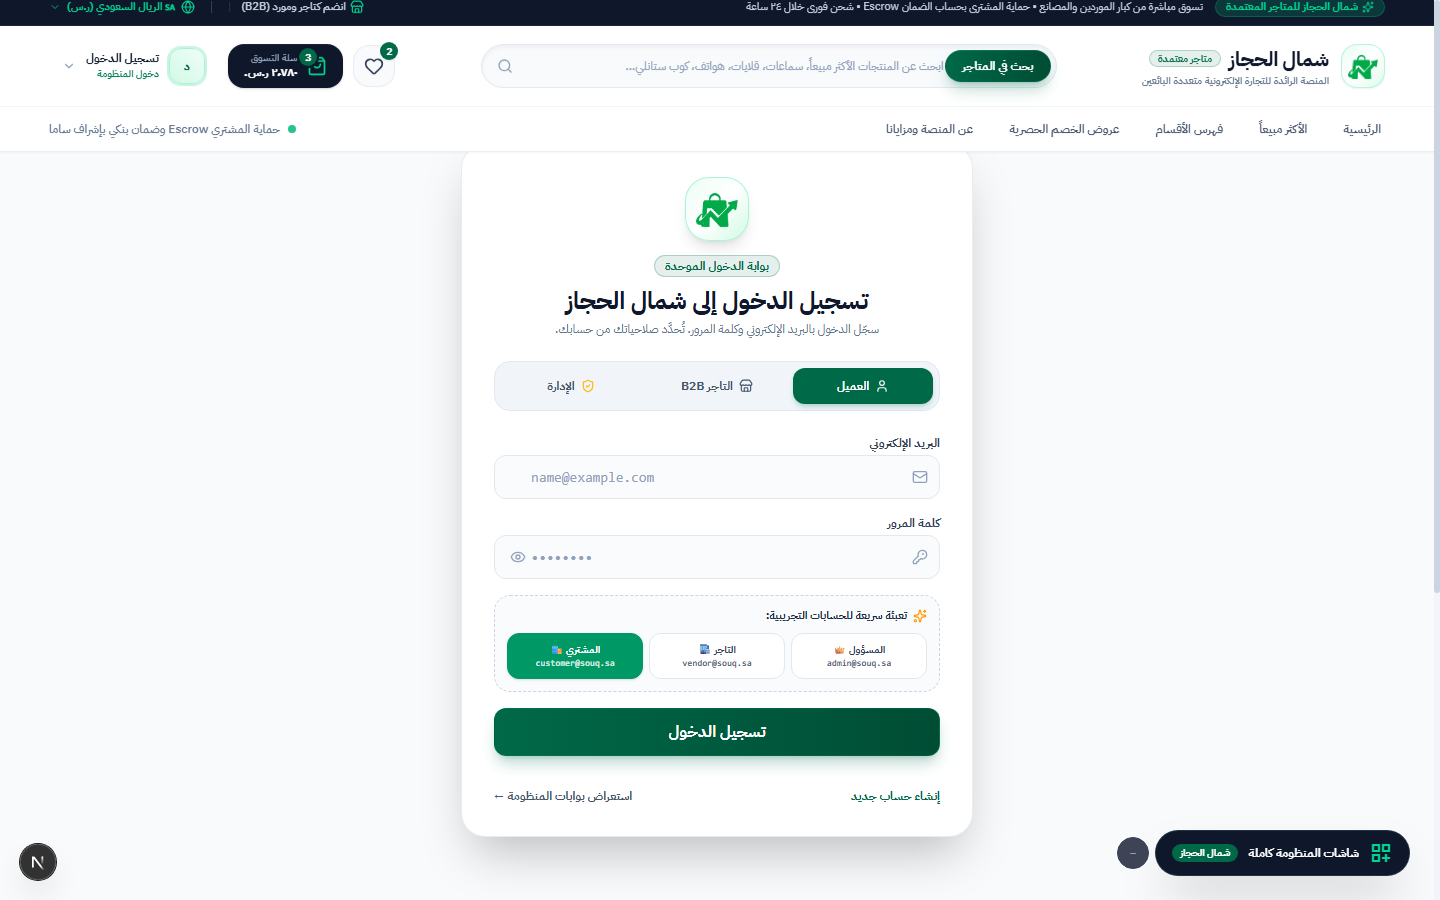 شمال الحجاز للمتاجر المعتمدة
تسوق مباشرة من كبار الموردين والمصانع • حماية المشتري بحساب الضمان Escrow • شحن فوري خلال ٢٤ ساعة
انضم كتاجر ومورد (B2B)
SA الريال السعودي (ر.س)
شمال الحجاز
متاجر معتمدة
المنصة الرائدة للتجارة الإلكترونية متعددة البائعين
بحث في المتاجر
ابحث عن المنتجات الأكثر مبيعاً، سماعات، قلايات، هواتف، كوب ستانلي...
2
سلة التسوق
3
٢٠٧٨٠ ر.س.
د
تسجيل الدخول
دخول المنظومة
الرئيسية
الأكثر مبيعاً
فهرس الأقسام
عروض الخصم الحصرية
عن المنصة ومزايانا
حماية المشتري Escrow وضمان بنكي بإشراف ساما
بوابة الدخول الموحدة
تسجيل الدخول إلى شمال الحجاز
سجّل الدخول بالبريد الإلكتروني وكلمة المرور. تُحدَّد صلاحياتك من حسابك.
العميل
التاجر B2B
الإدارة
البريد الإلكتروني
name@example.com
كلمة المرور
••••••••
تعبئة سريعة للحسابات التجريبية:
المسؤول
admin@souq.sa
التاجر
vendor@souq.sa
المشتري
customer@souq.sa
تسجيل الدخول
إنشاء حساب جديد
استعراض بوابات المنظومة ←
شاشات المنظومة كاملة
شمال الحجاز
N